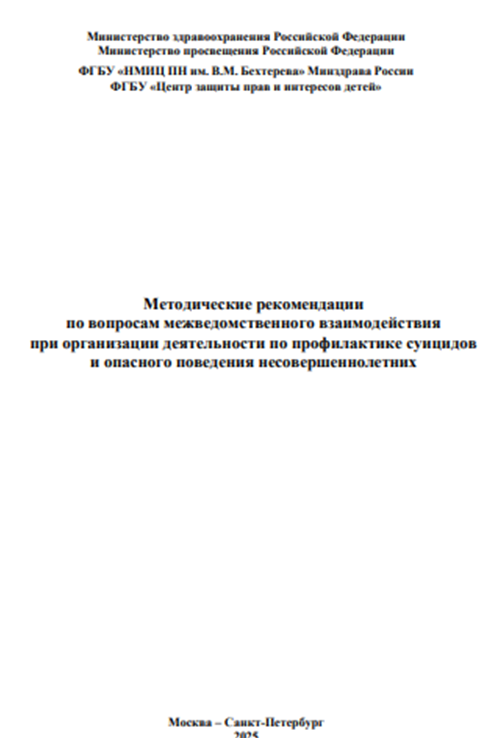 Министерство здравоохранения Российской Федерации
Министерство просвещения Российской Федерации
ФГБУ «НМИЦ ПН им. В.М. Бехтерева» Минздрава России
ФГБУ «Центр защиты прав и интересов детей»
Методические рекомендации
по вопросам межведомственного взаимодействия
при организации деятельности по профилактике суицидов
и опасного поведения несовершеннолетних
Москва – Санкт-Петербург
2025